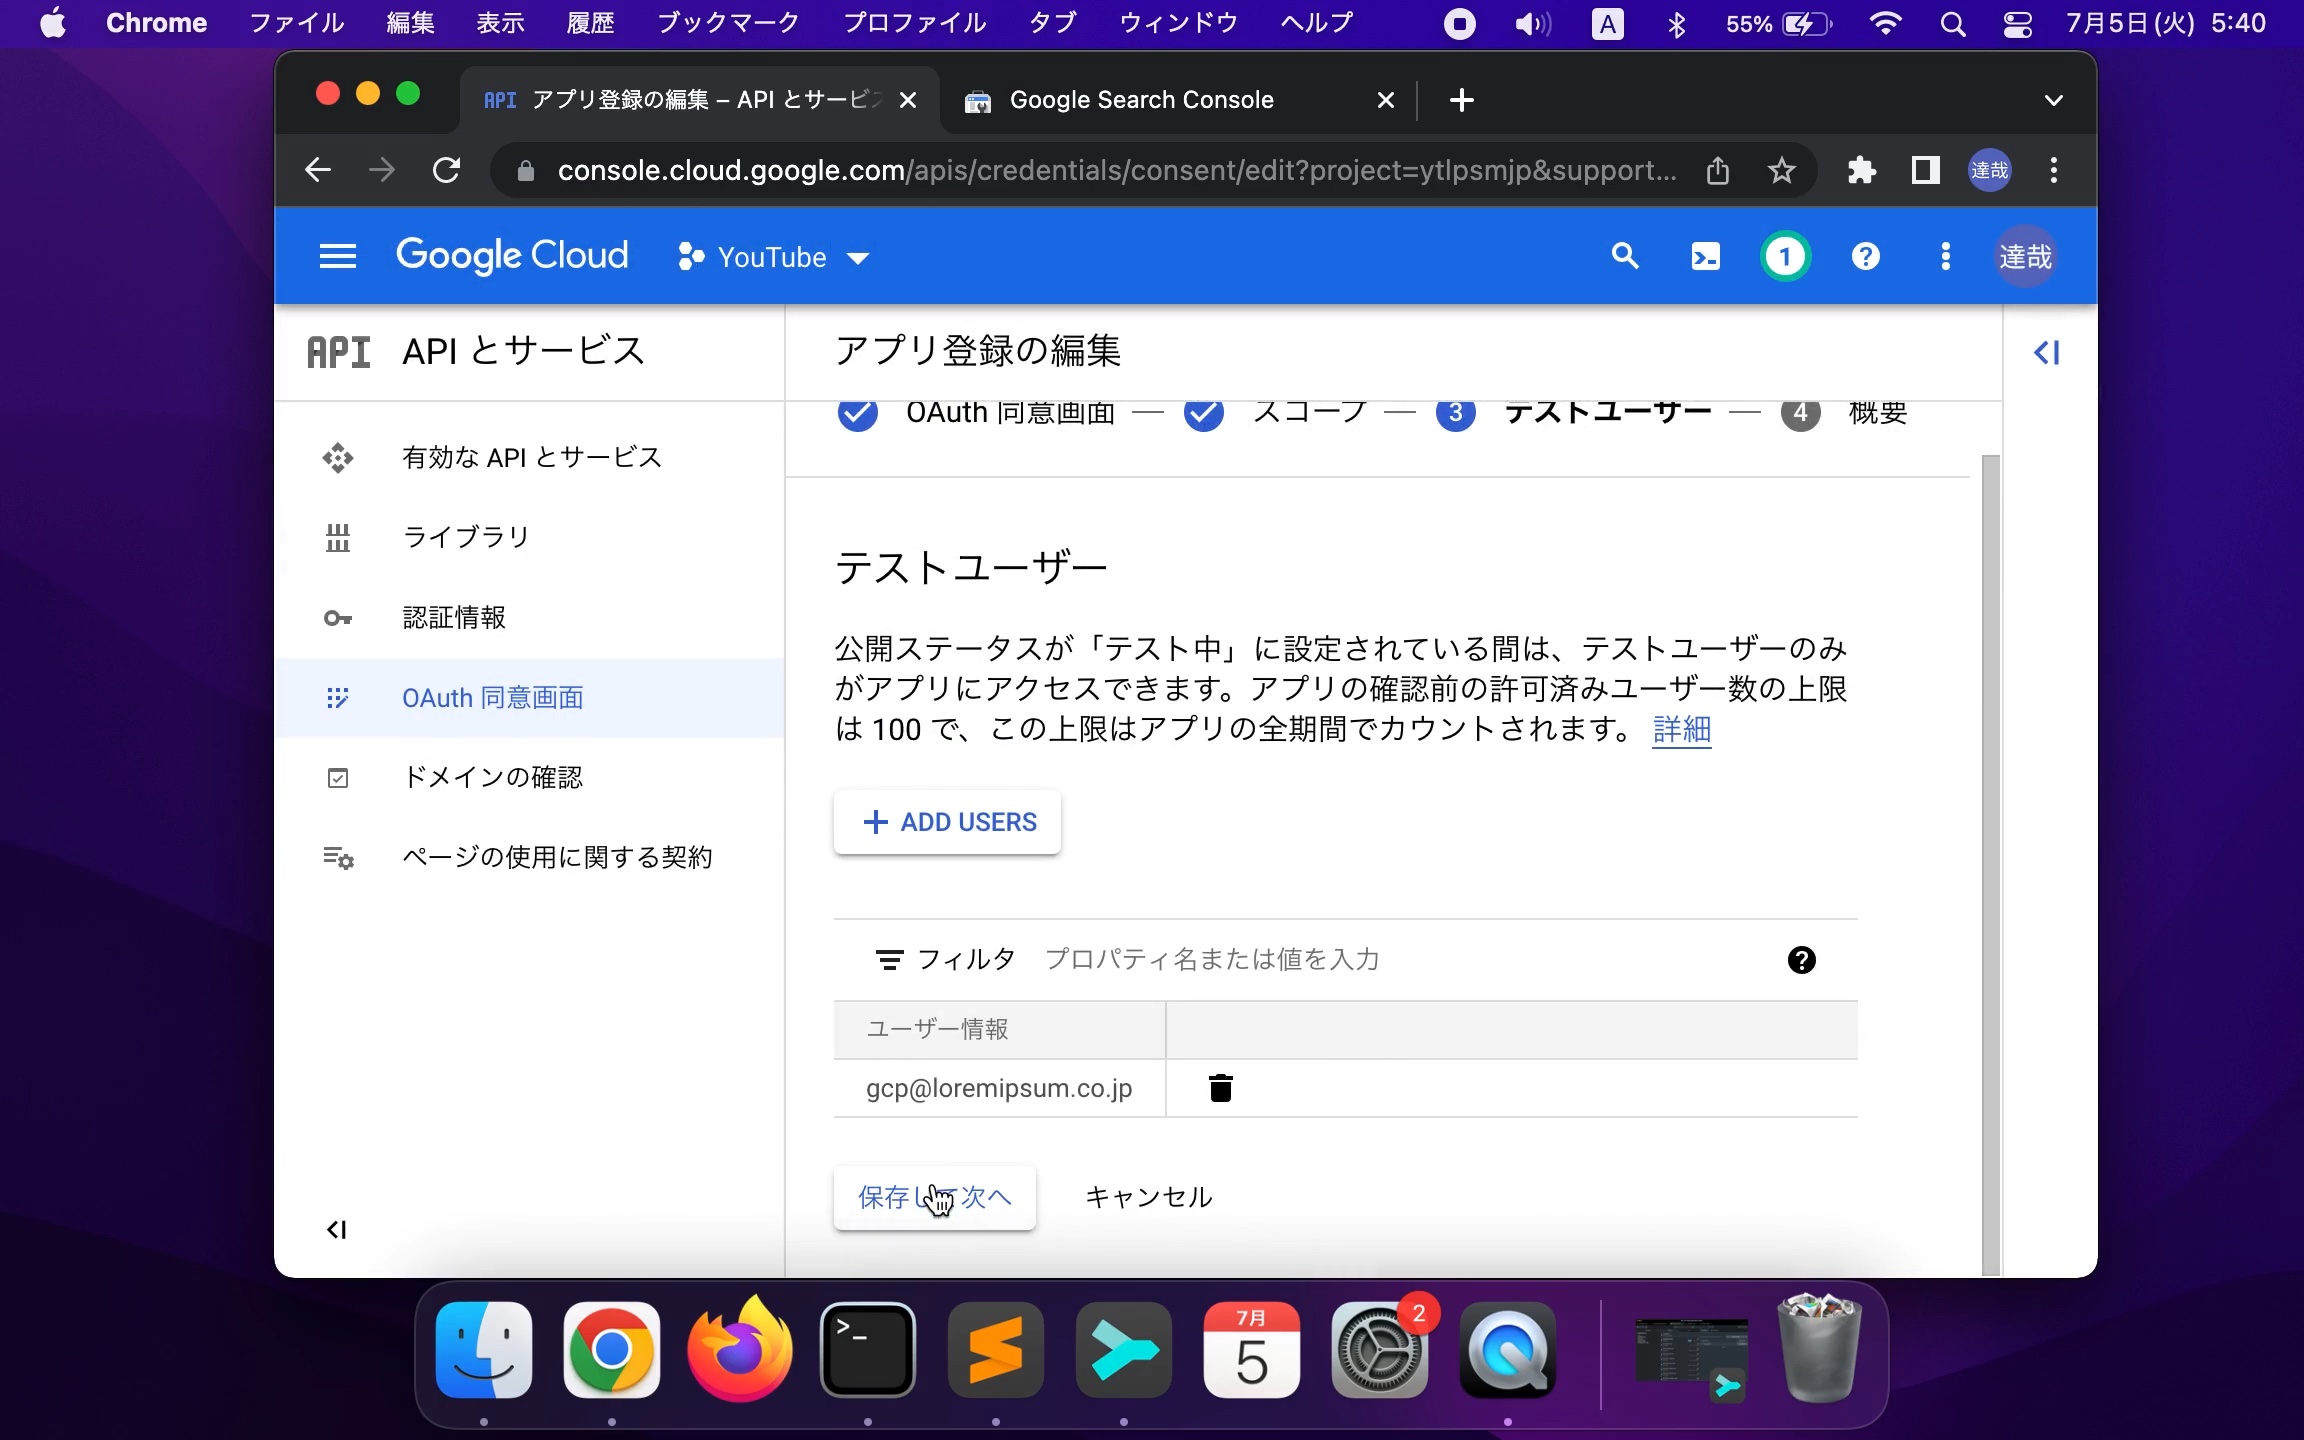 Chrome ファイル 編集 表示 履歴 ブックマーク プロファイル タブ ウィンドウ ヘルプ A 55% 7月5日(火) 5:40
API アプリ登録の編集 – API とサービ
Google Search Console
console.cloud.google.com/apis/credentials/consent/edit?project=ytlpsmjp&support...
達哉
Google Cloud YouTube 1 達哉
API API とサービス
アプリ登録の編集
OAuth 同意画面 スコープ 3 テストユーザー 4 概要
有効な API とサービス
ライブラリ
認証情報
OAuth 同意画面
ドメインの確認
ページの使用に関する契約
テストユーザー
公開ステータスが「テスト中」に設定されている間は、テストユーザーのみ
がアプリにアクセスできます。アプリの確認前の許可済みユーザー数の上限
は 100 で、この上限はアプリの全期間でカウントされます。 詳細
ADD USERS
フィルタ プロパティ名または値を入力
ユーザー情報
gcp@loremipsum.co.jp
保存して次へ キャンセル
7月
5
2